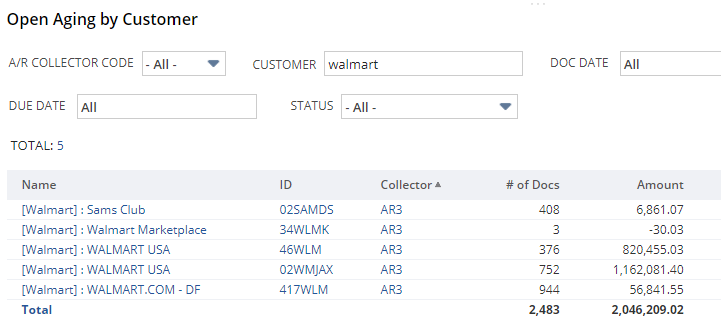 Open Aging by Customer
A/R COLLECTOR CODE - All - CUSTOMER walmart DOC DATE All
DUE DATE All STATUS - All -
TOTAL: 5
Name ID Collector # of Docs Amount
[Walmart] : Sams Club 02SAMDS AR3 408 6,861.07
[Walmart] : Walmart Marketplace 34WLMK AR3 3 -30.03
[Walmart] : WALMART USA 46WLM AR3 376 820,455.03
[Walmart] : WALMART USA 02WMJAX AR3 752 1,162,081.40
[Walmart] : WALMART.COM - DF 417WLM AR3 944 56,841.55
Total 2,483 2,046,209.02